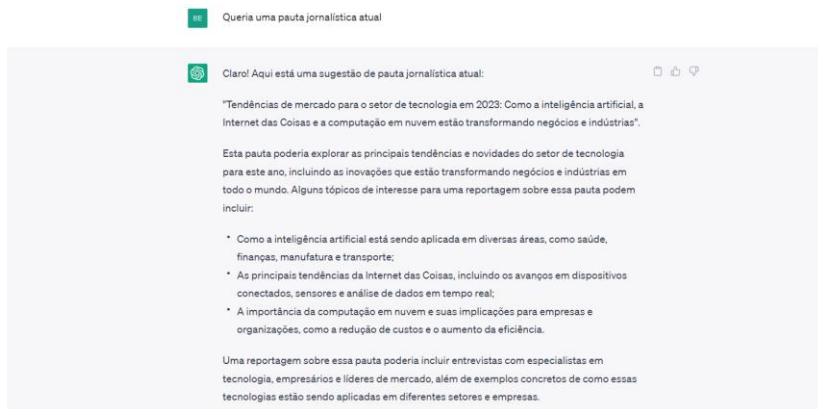 BE
Queria uma pauta jornalística atual
Claro! Aqui está uma sugestão de pauta jornalística atual:
"Tendências de mercado para o setor de tecnologia em 2023: Como a inteligência artificial, a
Internet das Coisas e a computação em nuvem estão transformando negócios e indústrias".
Esta pauta poderia explorar as principais tendências e novidades do setor de tecnologia
para este ano, incluindo as inovações que estão transformando negócios e indústrias em
todo o mundo. Alguns tópicos de interesse para uma reportagem sobre essa pauta podem
incluir:
• Como a inteligência artificial está sendo aplicada em diversas áreas, como saúde,
finanças, manufatura e transporte;
• As principais tendências da Internet das Coisas, incluindo os avanços em dispositivos
conectados, sensores e análise de dados em tempo real;
• A importância da computação em nuvem e suas implicações para empresas e
organizações, como a redução de custos e o aumento da eficiência.
Uma reportagem sobre essa pauta poderia incluir entrevistas com especialistas em
tecnologia, empresários e líderes de mercado, além de exemplos concretos de como essas
tecnologias estão sendo aplicadas em diferentes setores e empresas.